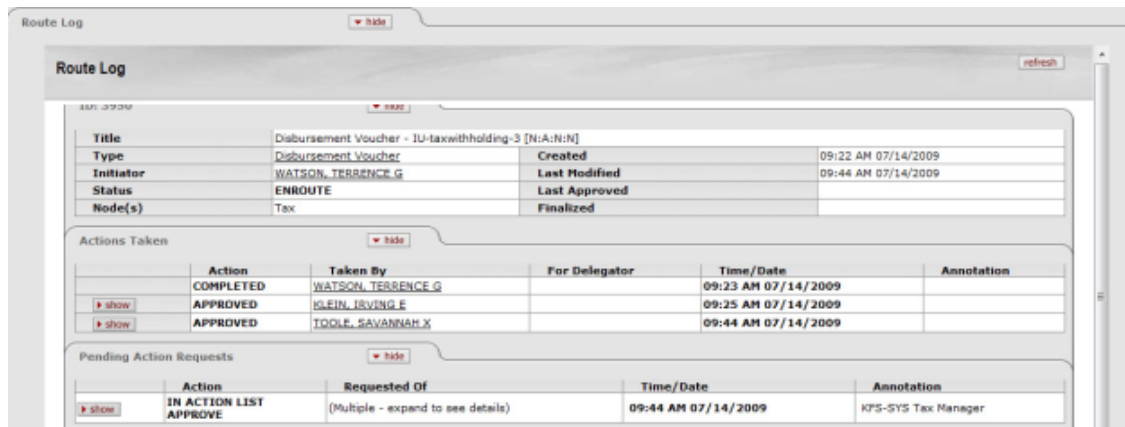 Route Log hide
Route Log refresh
ID: 3950 hide
Title Disbursement Voucher - IU-taxwithholding-3 [N:A:N:N]
Type Disbursement Voucher Created 09:22 AM 07/14/2009
Initiator WATSON, TERRENCE G Last Modified 09:44 AM 07/14/2009
Status ENROUTE Last Approved
Node(s) Tax Finalized
Actions Taken hide
Action Taken By For Delegator Time/Date Annotation
COMPLETED WATSON, TERRENCE G 09:23 AM 07/14/2009
show APPROVED KLEIN, IRVING E 09:25 AM 07/14/2009
show APPROVED TOOLE, SAVANNAH X 09:44 AM 07/14/2009
Pending Action Requests hide
Action Requested Of Time/Date Annotation
show IN ACTION LIST
APPROVE (Multiple - expand to see details) 09:44 AM 07/14/2009 KFS-SYS Tax Manager